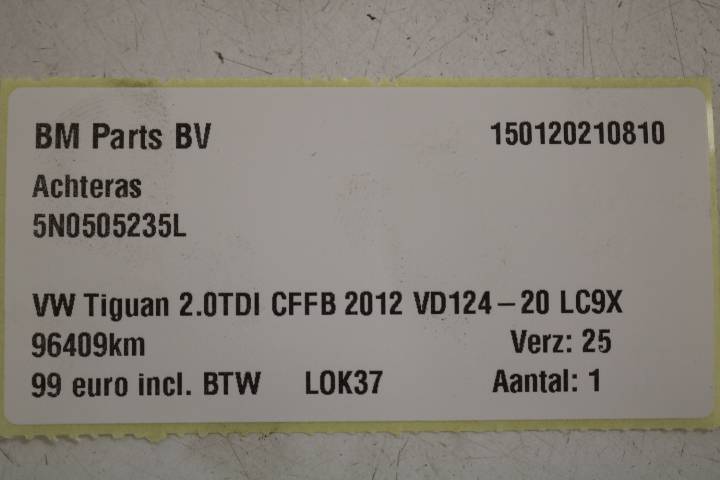 BM Parts BV 150120210810
Achteras
5N0505235L
VW Tiguan 2.0TDI CFFB 2012 VD124-20 LC9X
96409km Verz: 25
99 euro incl. BTW LOK37 Aantal: 1